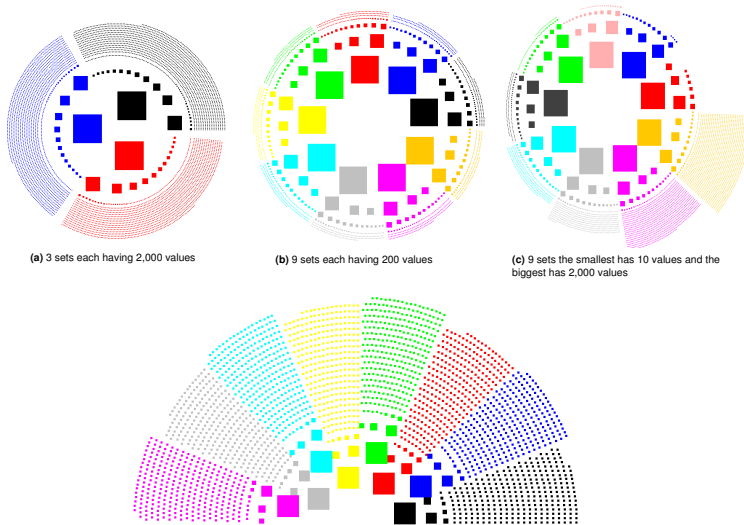 (a) 3 sets each having 2,000 values
(b) 9 sets each having 200 values
(c) 9 sets the smallest has 10 values and the
biggest has 2,000 values